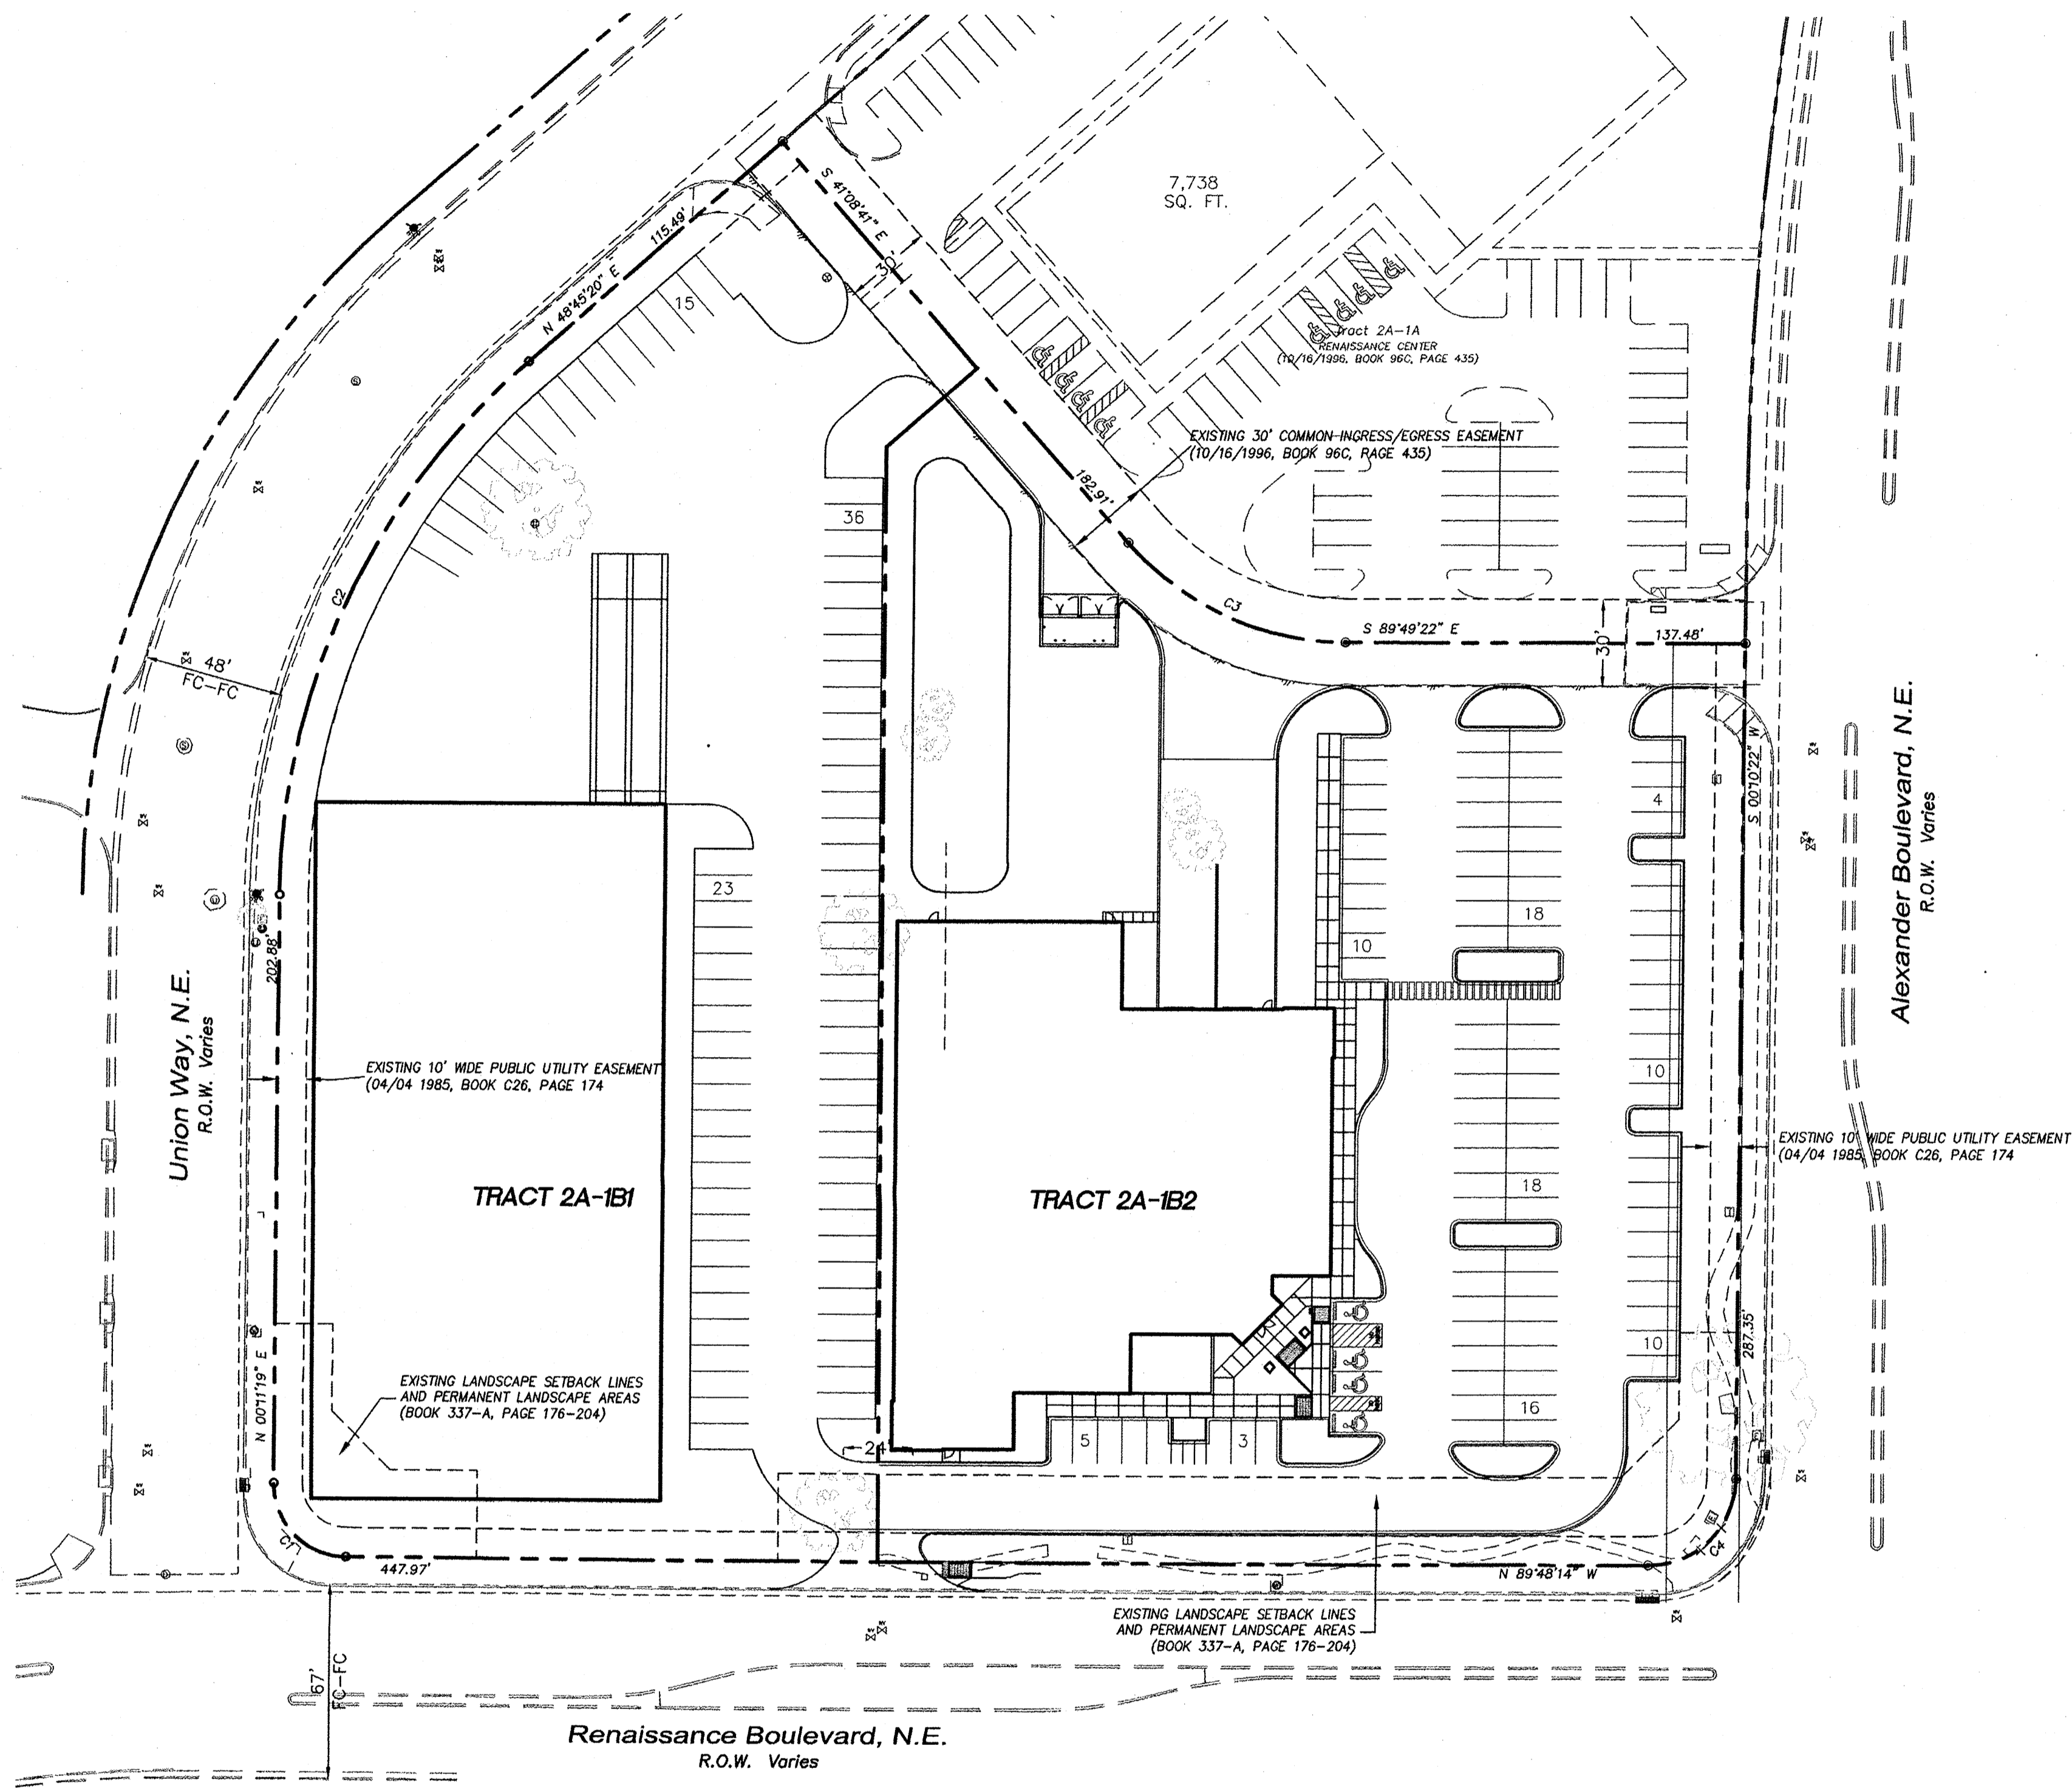 S 41°08'41" E
115.49'
N 48°45'20" E
30'
15
7,738
SQ. FT.
Tract 2A-1A
RENAISSANCE CENTER
(10/16/1996, BOOK 96C, PAGE 435)
EXISTING 30' COMMON-INGRESS/EGRESS EASEMENT
(10/16/1996, BOOK 96C, PAGE 435)
182.91'
36
C2
C3
S 89°49'22" E
137.48'
30'
48'
FC-FC
S 00°10'22" W
4
23
18
10
202.88'
Union Way, N.E.
R.O.W. Varies
Alexander Boulevard, N.E.
R.O.W. Varies
EXISTING 10' WIDE PUBLIC UTILITY EASEMENT
(04/04 1985, BOOK C26, PAGE 174
10
EXISTING 10' WIDE PUBLIC UTILITY EASEMENT
(04/04 1985, BOOK C26, PAGE 174
TRACT 2A-1B1
TRACT 2A-1B2
18
287.35'
10
N 00°11'19" E
EXISTING LANDSCAPE SETBACK LINES
AND PERMANENT LANDSCAPE AREAS
(BOOK 337-A, PAGE 176-204)
16
24
5
3
C1
C4
447.97'
N 89°48'14" W
EXISTING LANDSCAPE SETBACK LINES
AND PERMANENT LANDSCAPE AREAS
(BOOK 337-A, PAGE 176-204)
67'
FC-FC
Renaissance Boulevard, N.E.
R.O.W. Varies